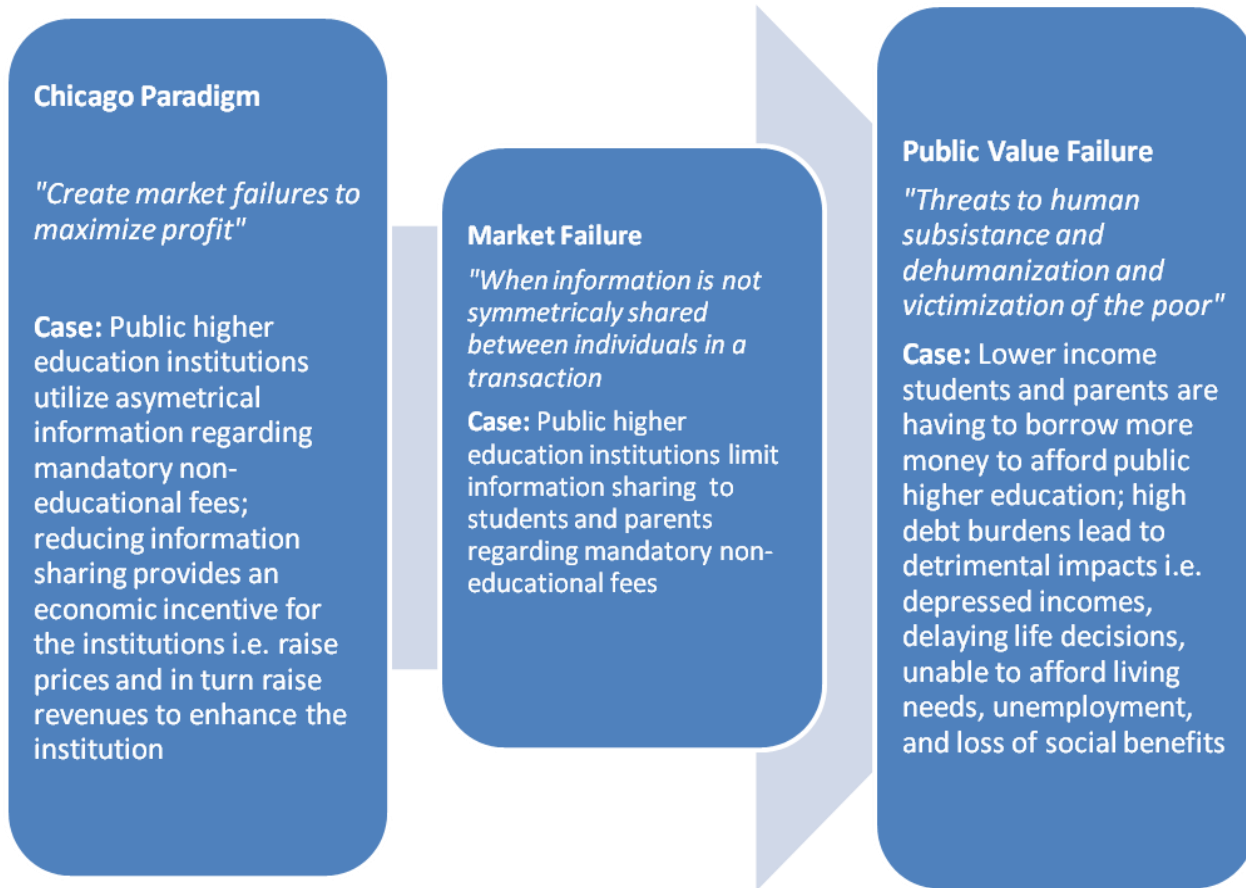 Chicago Paradigm
"Create market failures to
maximize profit"
Case: Public higher
education institutions
utilize asymetrical
information regarding
mandatory non-
educational fees;
reducing information
sharing provides an
economic incentive for
the institutions i.e. raise
prices and in turn raise
revenues to enhance the
institution
Market Failure
"When information is not
symmetricaly shared
between individuals in a
transaction
Case: Public higher
education institutions limit
information sharing to
students and parents
regarding mandatory non-
educational fees
Public Value Failure
"Threats to human
subsistance and
dehumanization and
victimization of the poor"
Case: Lower income
students and parents are
having to borrow more
money to afford public
higher education; high
debt burdens lead to
detrimental impacts i.e.
depressed incomes,
delaying life decisions,
unable to afford living
needs, unemployment,
and loss of social benefits